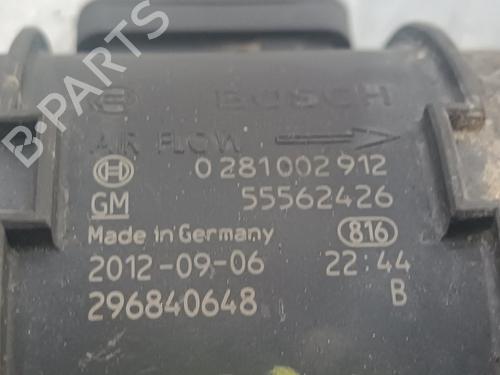 BOSCH
AIR FLOW
0 281 002 912
GM 55562426
Made in Germany 816
2012-09-06 22:44
296840648 B
B-PARTS